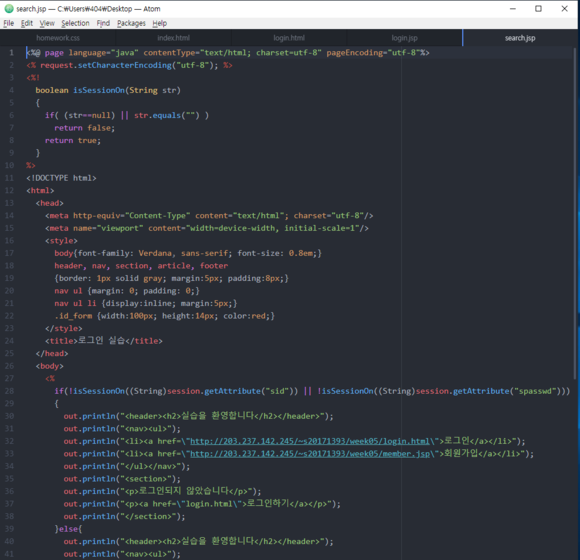 search.jsp — C:₩Users₩404₩Desktop — Atom
File Edit View Selection Find Packages Help
homework.css index.html login.html login.jsp search.jsp
1 <%@ page language="java" contentType="text/html; charset=utf-8" pageEncoding="utf-8"%>
2 <% request.setCharacterEncoding("utf-8"); %>
3 <%!
4 boolean isSessionOn(String str)
5 {
6 if( (str==null) || str.equals("") )
7 return false;
8 return true;
9 }
10 %>
11 <!DOCTYPE html>
12 <html>
13 <head>
14 <meta http-equiv="Content-Type" content="text/html"; charset="utf-8"/>
15 <meta name="viewport" content="width=device-width, initial-scale=1"/>
16 <style>
17 body{font-family: Verdana, sans-serif; font-size: 0.8em;}
18 header, nav, section, article, footer
19 {border: 1px solid gray; margin:5px; padding:8px;}
20 nav ul {margin: 0; padding: 0;}
21 nav ul li {display:inline; margin:5px;}
22 .id_form {width:100px; height:14px; color:red;}
23 </style>
24 <title>로그인 실습</title>
25 </head>
26 <body>
27 <%
28 if(!isSessionOn((String)session.getAttribute("sid")) || !isSessionOn((String)session.getAttribute("spasswd")))
29 {
30 out.println("<header><h2>실습을 환영합니다</h2></header>");
31 out.println("<nav><ul>");
32 out.println("<li><a href=\"http://203.237.142.245/~s20171393/week05/login.html\">로그인</a></li>");
33 out.println("<li><a href=\"http://203.237.142.245/~s20171393/week05/member.jsp\">회원가입</a></li>");
34 out.println("</ul></nav>");
35 out.println("<section>");
36 out.println("<p>로그인되지 않았습니다</p>");
37 out.println("<p><a href=\"login.html\">로그인하기</a></p>");
38 out.println("</section>");
39 }else{
40 out.println("<header><h2>실습을 환영합니다</h2></header>");
41 out.println("<nav><ul>");